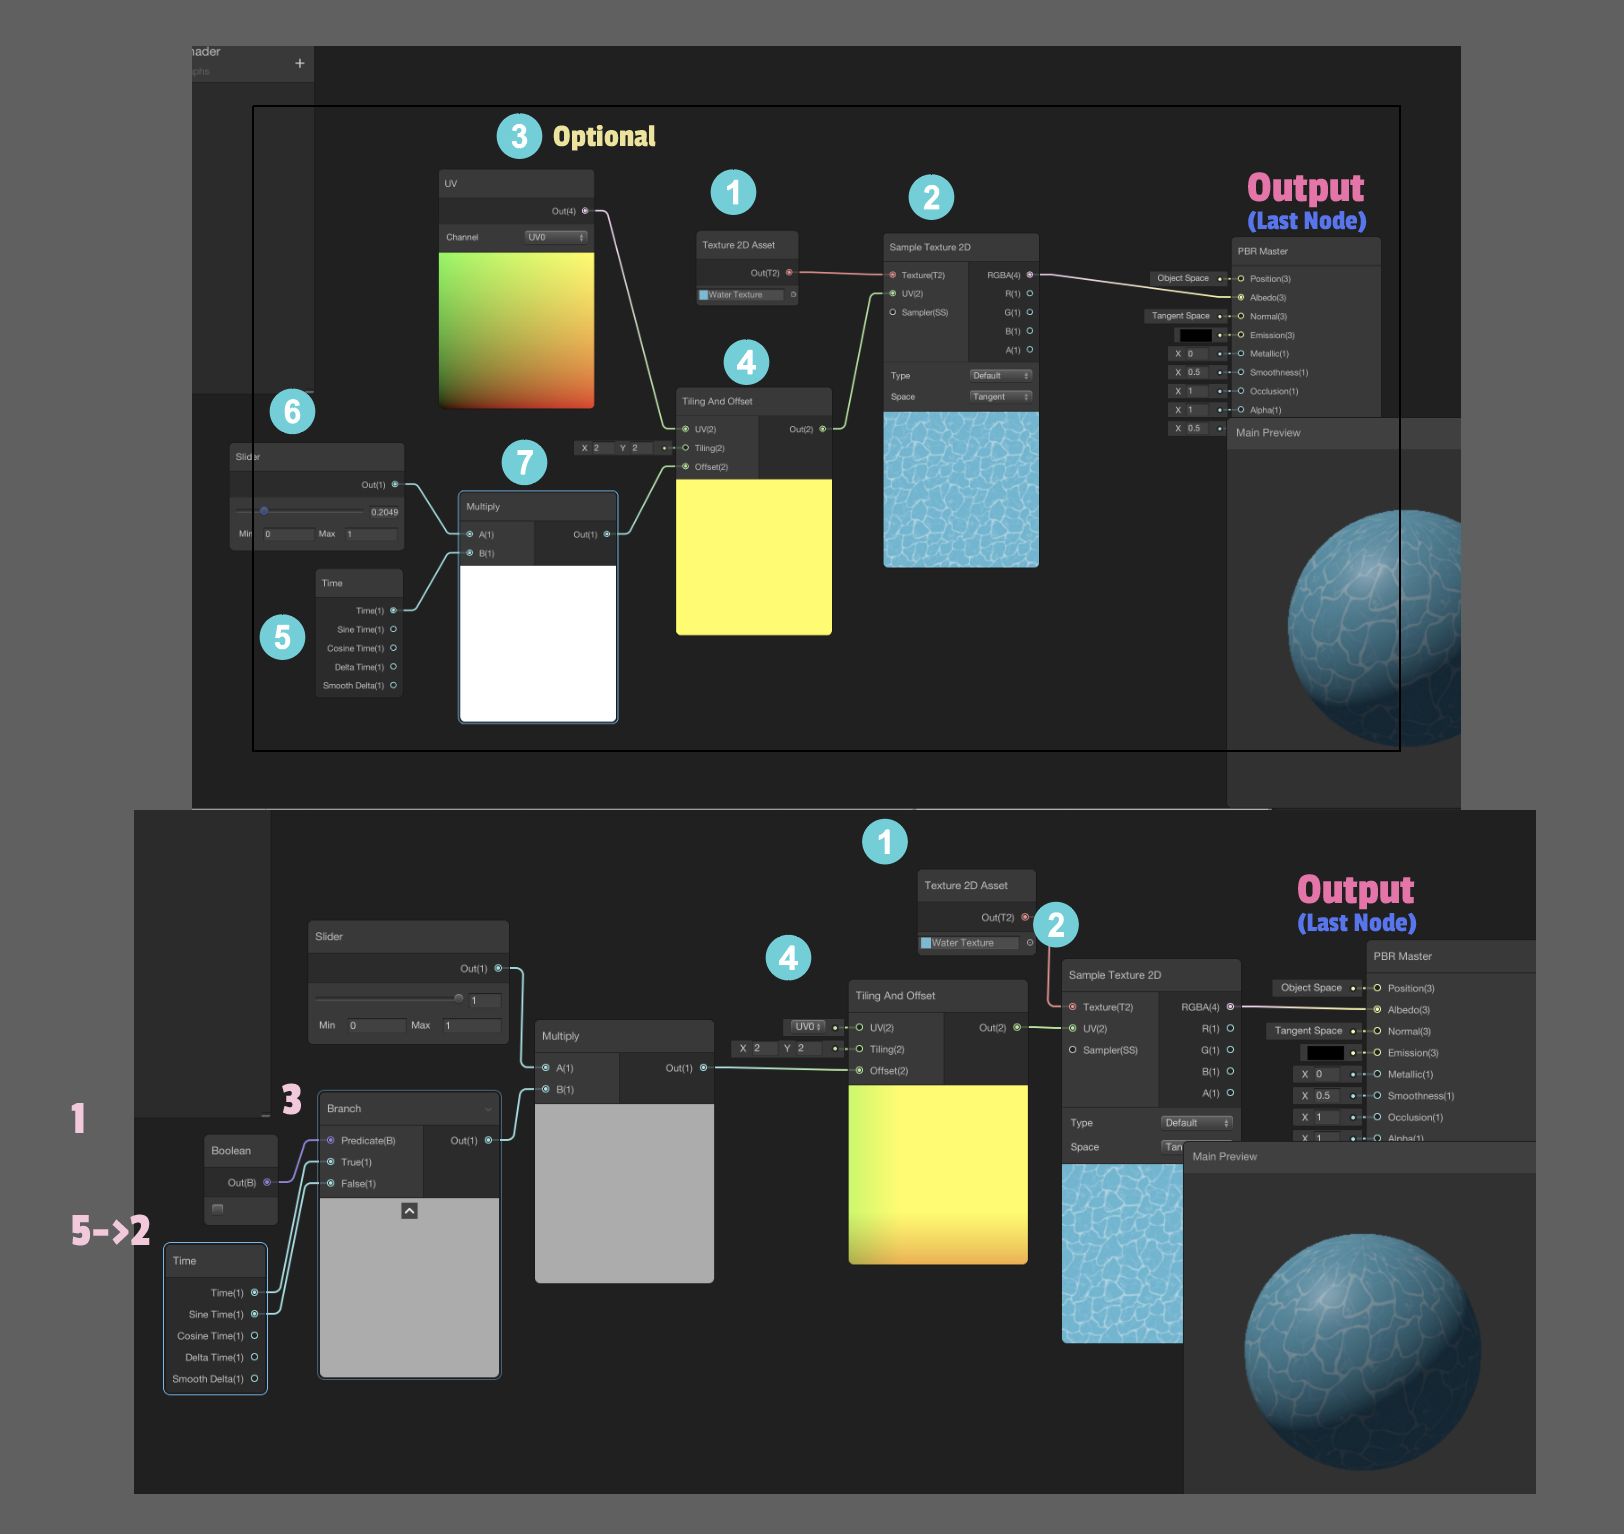 ader
phs
+
3 Optional
1
2
Output
(Last Node)
UV
Out(4)
Channel UV0
Texture 2D Asset
Out(T2)
Water Texture
Sample Texture 2D
Texture(T2) RGBA(4)
UV(2) R(1)
Sampler(SS) G(1)
B(1)
A(1)
Type Default
Space Tangent
PBR Master
Object Space Position(3)
Albedo(3)
Tangent Space Normal(3)
Emission(3)
X 0 Metallic(1)
X 0.5 Smoothness(1)
X 1 Occlusion(1)
X 1 Alpha(1)
X 0.5
Main Preview
4
Tiling And Offset
UV(2) Out(2)
X 2 Y 2 Tiling(2)
Offset(2)
6
Slider
Out(1)
0.2049
Min 0 Max 1
7
Multiply
A(1) Out(1)
B(1)
5
Time
Time(1)
Sine Time(1)
Cosine Time(1)
Delta Time(1)
Smooth Delta(1)
1
Texture 2D Asset
Out(T2)
Water Texture
2
Output
(Last Node)
Slider
Out(1)
1
Min 0 Max 1
4
Tiling And Offset
UV0 UV(2) Out(2)
X 2 Y 2 Tiling(2)
Offset(2)
Sample Texture 2D
Texture(T2) RGBA(4)
UV(2) R(1)
Sampler(SS) G(1)
B(1)
A(1)
Type Default
Space Tan
PBR Master
Object Space Position(3)
Albedo(3)
Tangent Space Normal(3)
Emission(3)
X 0 Metallic(1)
X 0.5 Smoothness(1)
X 1 Occlusion(1)
X 1 Alpha(1)
Main Preview
Multiply
A(1) Out(1)
B(1)
3
Branch
Predicate(B) Out(1)
True(1)
False(1)
1
Boolean
Out(B)
5->2
Time
Time(1)
Sine Time(1)
Cosine Time(1)
Delta Time(1)
Smooth Delta(1)